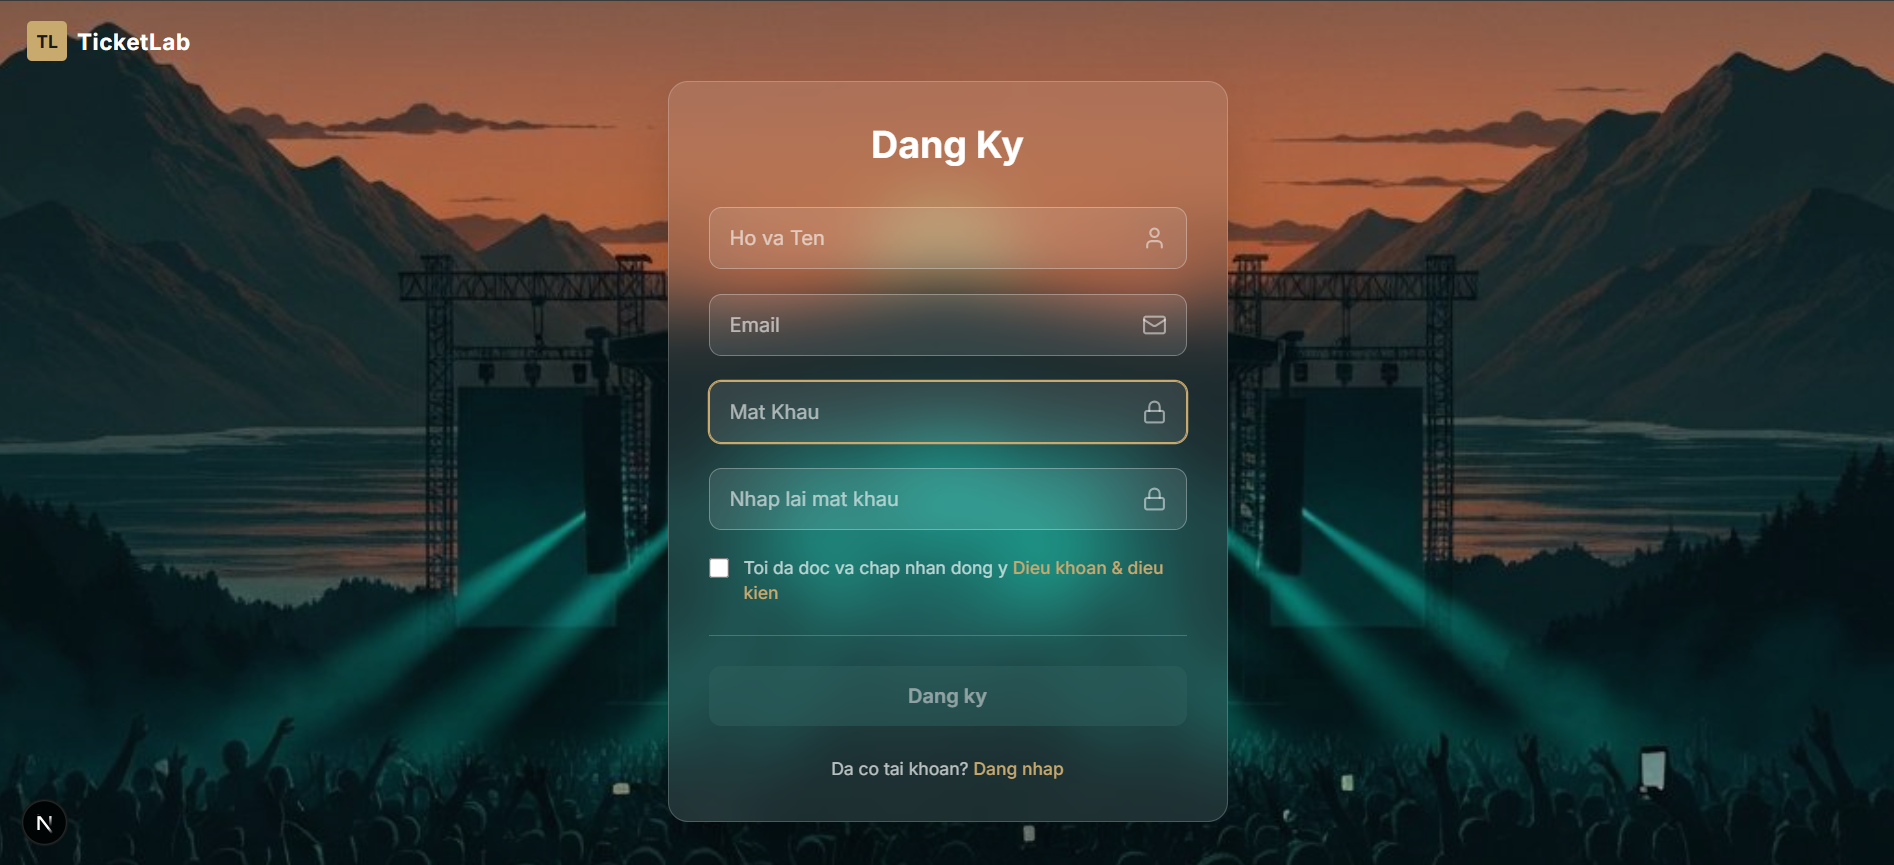 TL TicketLab
Dang Ky
Ho va Ten
Email
Mat Khau
Nhap lai mat khau
Toi da doc va chap nhan dong y Dieu khoan & dieu
kien
Dang ky
Da co tai khoan? Dang nhap
N